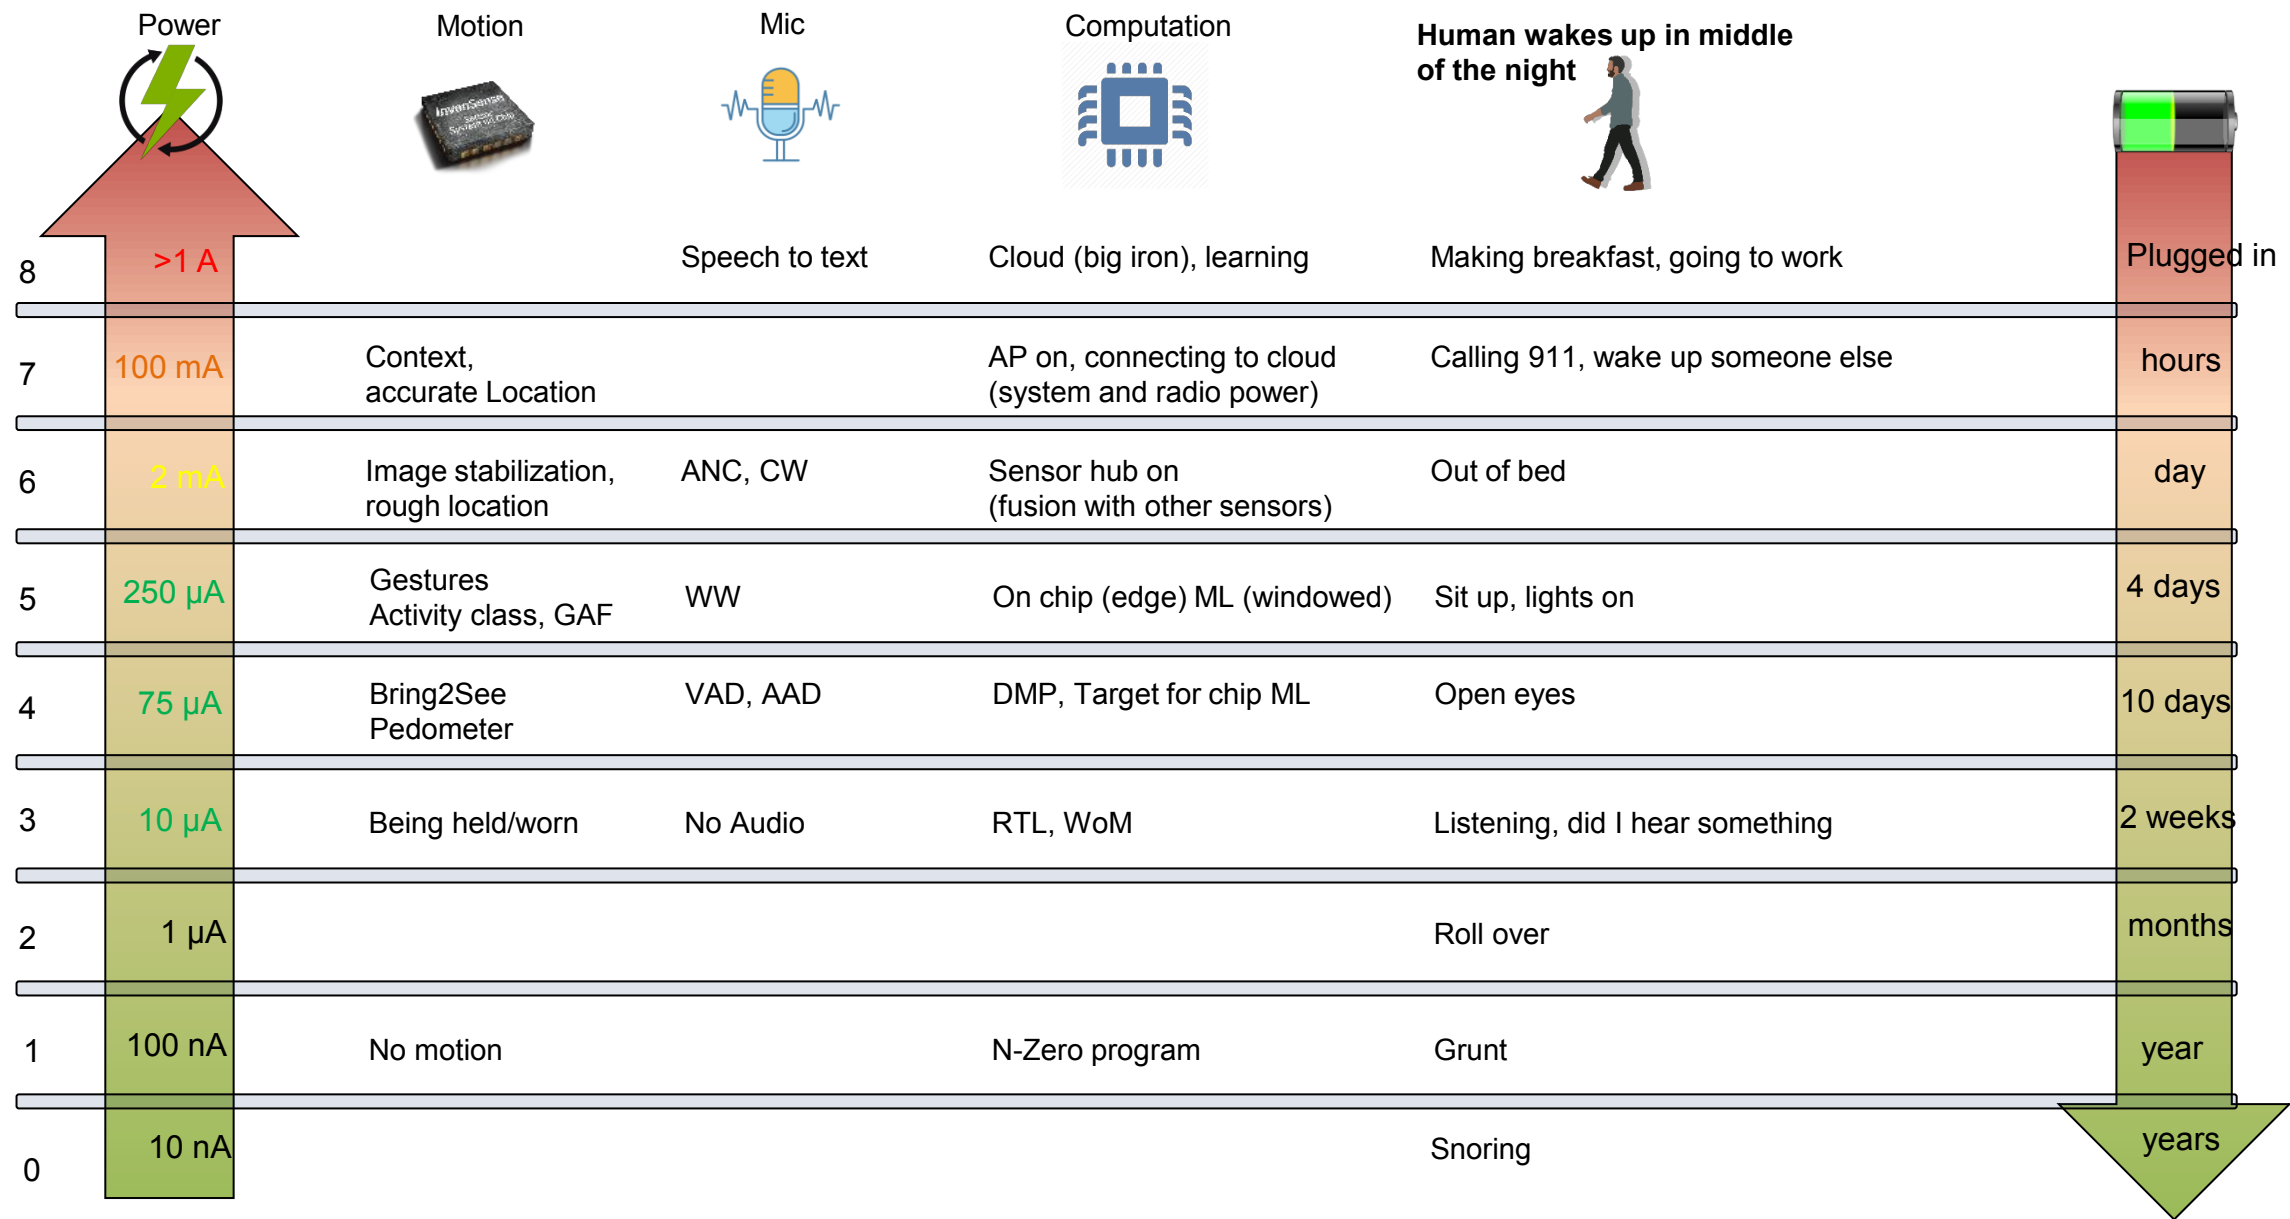 Power
Motion
Mic
Computation
Human wakes up in middle
of the night
InvenSense
Sensor
System on Chip
8
>1 A
Speech to text
Cloud (big iron), learning
Making breakfast, going to work
Plugged in
7
100 mA
Context,
accurate Location
AP on, connecting to cloud
(system and radio power)
Calling 911, wake up someone else
hours
6
2 mA
Image stabilization,
rough location
ANC, CW
Sensor hub on
(fusion with other sensors)
Out of bed
day
5
250 µA
Gestures
Activity class, GAF
WW
On chip (edge) ML (windowed)
Sit up, lights on
4 days
4
75 µA
Bring2See
Pedometer
VAD, AAD
DMP, Target for chip ML
Open eyes
10 days
3
10 µA
Being held/worn
No Audio
RTL, WoM
Listening, did I hear something
2 weeks
2
1 µA
Roll over
months
1
100 nA
No motion
N-Zero program
Grunt
year
0
10 nA
Snoring
years